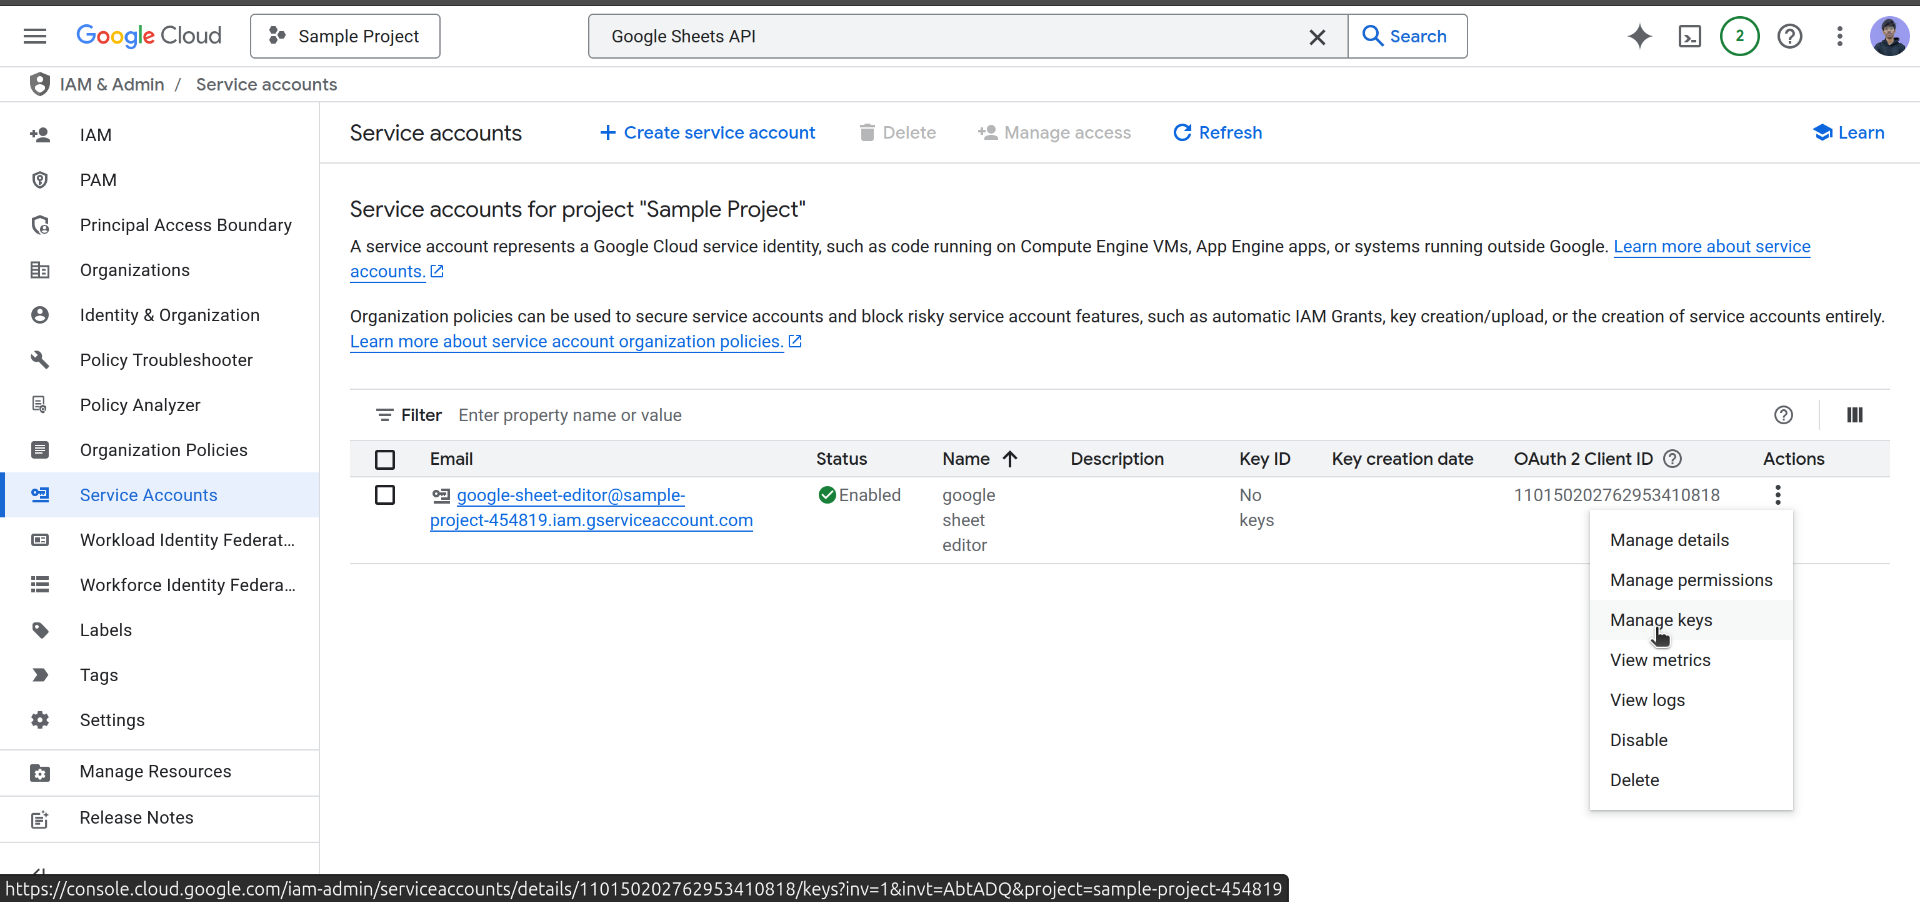 Google Cloud
Sample Project
Google Sheets API
Search
2
IAM & Admin / Service accounts
IAM
PAM
Principal Access Boundary
Organizations
Identity & Organization
Policy Troubleshooter
Policy Analyzer
Organization Policies
Service Accounts
Workload Identity Federat...
Workforce Identity Federa...
Labels
Tags
Settings
Manage Resources
Release Notes
Service accounts
Create service account
Delete
Manage access
Refresh
Learn
Service accounts for project "Sample Project"
A service account represents a Google Cloud service identity, such as code running on Compute Engine VMs, App Engine apps, or systems running outside Google. Learn more about service
accounts.
Organization policies can be used to secure service accounts and block risky service account features, such as automatic IAM Grants, key creation/upload, or the creation of service accounts entirely.
Learn more about service account organization policies.
Filter Enter property name or value
Email Status Name Description Key ID Key creation date OAuth 2 Client ID Actions
google-sheet-editor@sample-
project-454819.iam.gserviceaccount.com
Enabled
google
sheet
editor
No
keys
110150202762953410818
Manage details
Manage permissions
Manage keys
View metrics
View logs
Disable
Delete
https://console.cloud.google.com/iam-admin/serviceaccounts/details/110150202762953410818/keys?inv=1&invt=AbtADQ&project=sample-project-454819